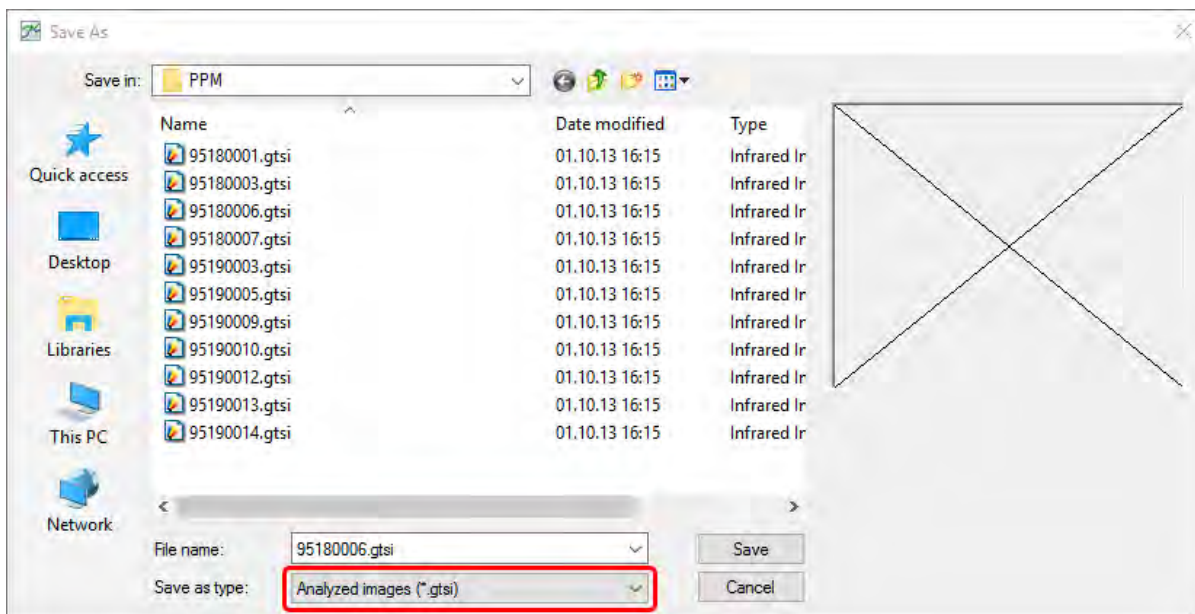 Save As
Save in: PPM
Name Date modified Type
95180001.gtsi 01.10.13 16:15 Infrared Ir
95180003.gtsi 01.10.13 16:15 Infrared Ir
95180006.gtsi 01.10.13 16:15 Infrared Ir
95180007.gtsi 01.10.13 16:15 Infrared Ir
95190003.gtsi 01.10.13 16:15 Infrared Ir
95190005.gtsi 01.10.13 16:15 Infrared Ir
95190009.gtsi 01.10.13 16:15 Infrared Ir
95190010.gtsi 01.10.13 16:15 Infrared Ir
95190012.gtsi 01.10.13 16:15 Infrared Ir
95190013.gtsi 01.10.13 16:15 Infrared Ir
95190014.gtsi 01.10.13 16:15 Infrared Ir
Quick access
Desktop
Libraries
This PC
Network
File name: 95180006.gtsi Save
Save as type: Analyzed images (*.gtsi) Cancel